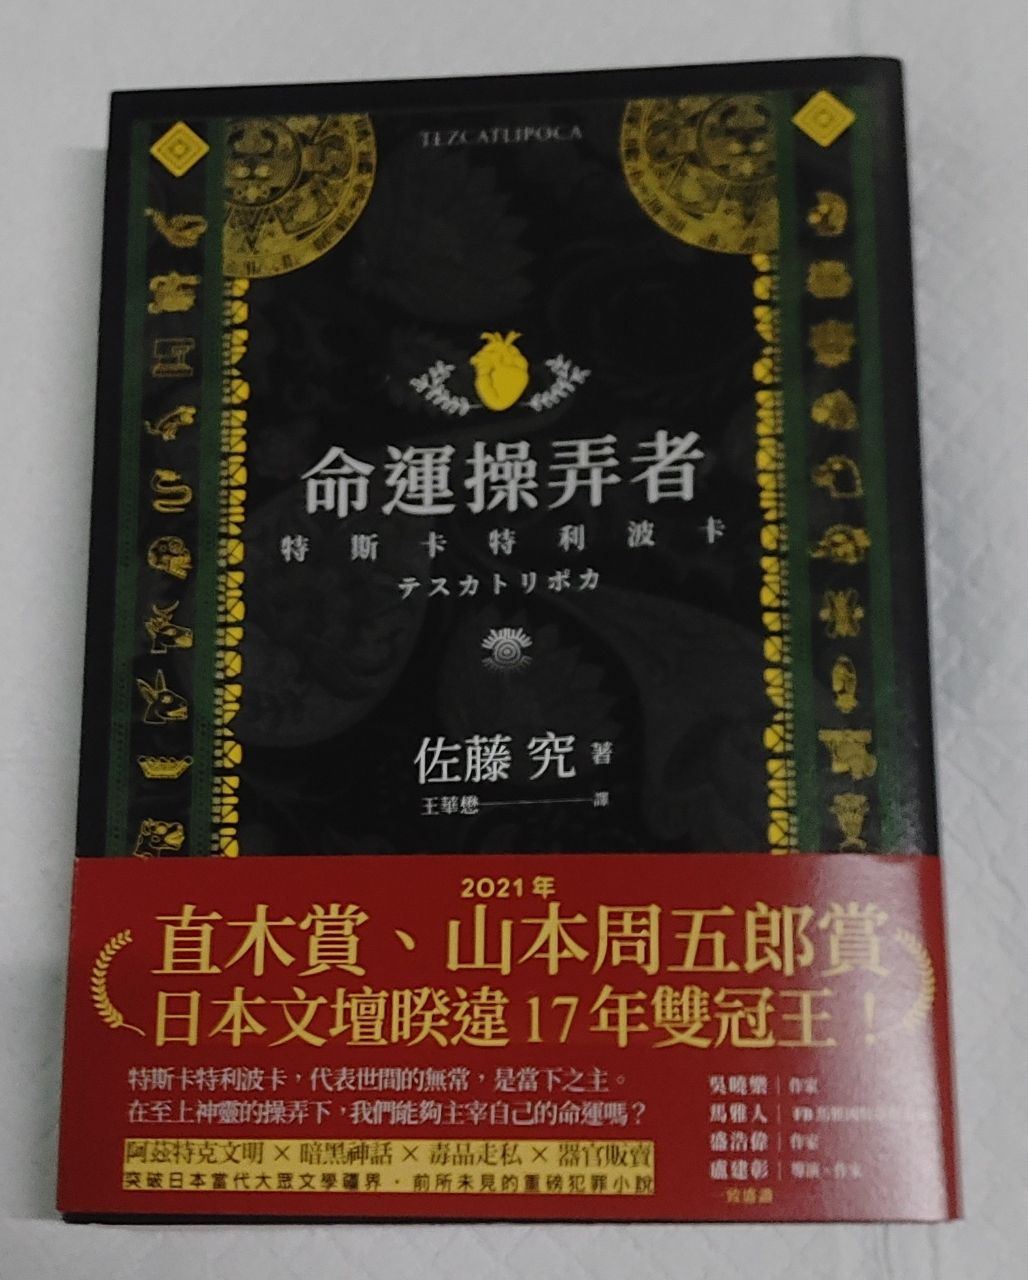 TEZCATLIPOCA
命運操弄者
特斯卡特利波卡
テスカトリポカ
佐藤 究 著
王華懋 譯
2021年
直木賞、山本周五郎賞
日本文壇睽違17年雙冠王！
特斯卡特利波卡，代表世間的無常，是當下之主。
在至上神靈的操弄下，我們能夠主宰自己的命運嗎？
阿茲特克文明 × 暗黑神話 × 毒品走私 × 器官販賣
突破日本當代大眾文學疆界，前所未見的重磅犯罪小說
吳曉樂｜作家
馬雅人｜FB
盛浩偉｜作家
盧建彰｜導演、作家
一致盛讚